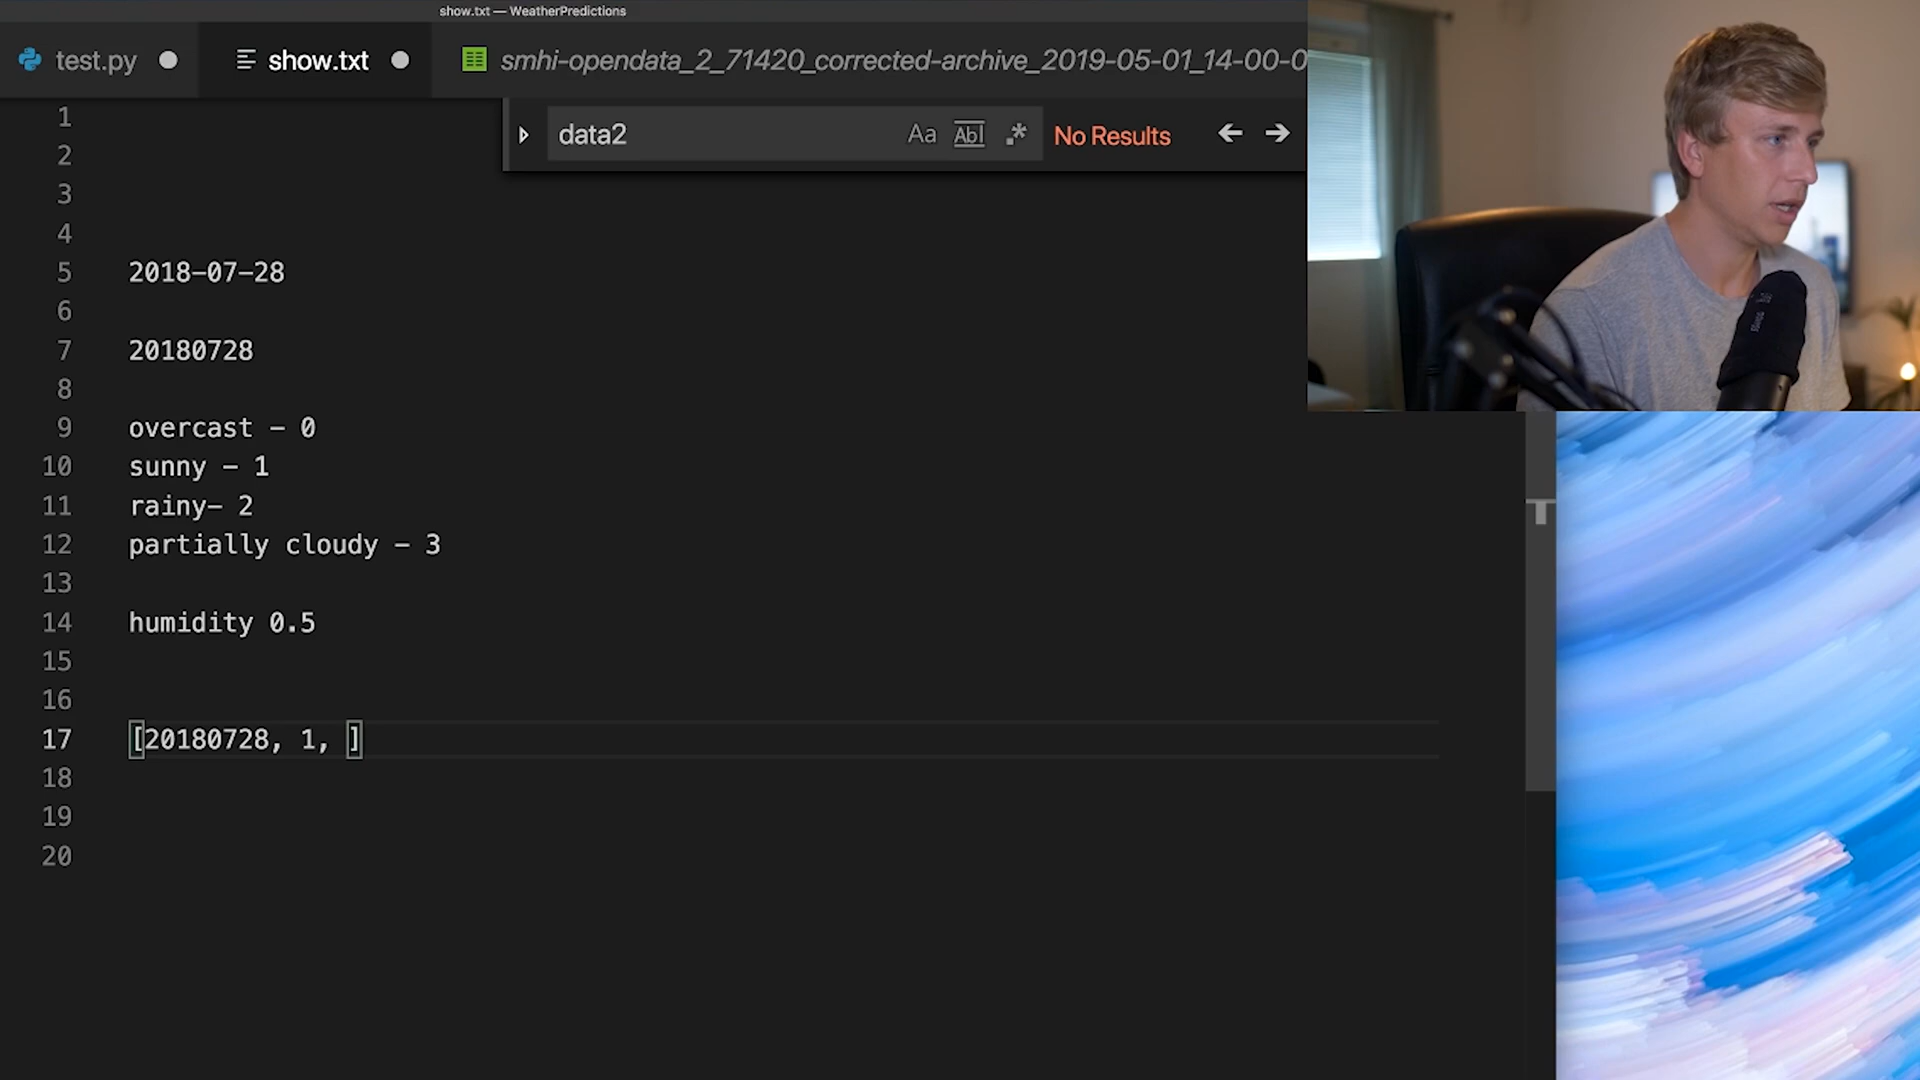 show.txt — WeatherPredictions
test.py
show.txt
smhi-opendata_2_71420_corrected-archive_2019-05-01_14-00-0
data2
Aa Abl .* No Results
1
2
3
4
5 2018-07-28
6
7 20180728
8
9 overcast - 0
10 sunny - 1
11 rainy- 2
12 partially cloudy - 3
13
14 humidity 0.5
15
16
17 [20180728, 1, ]
18
19
20